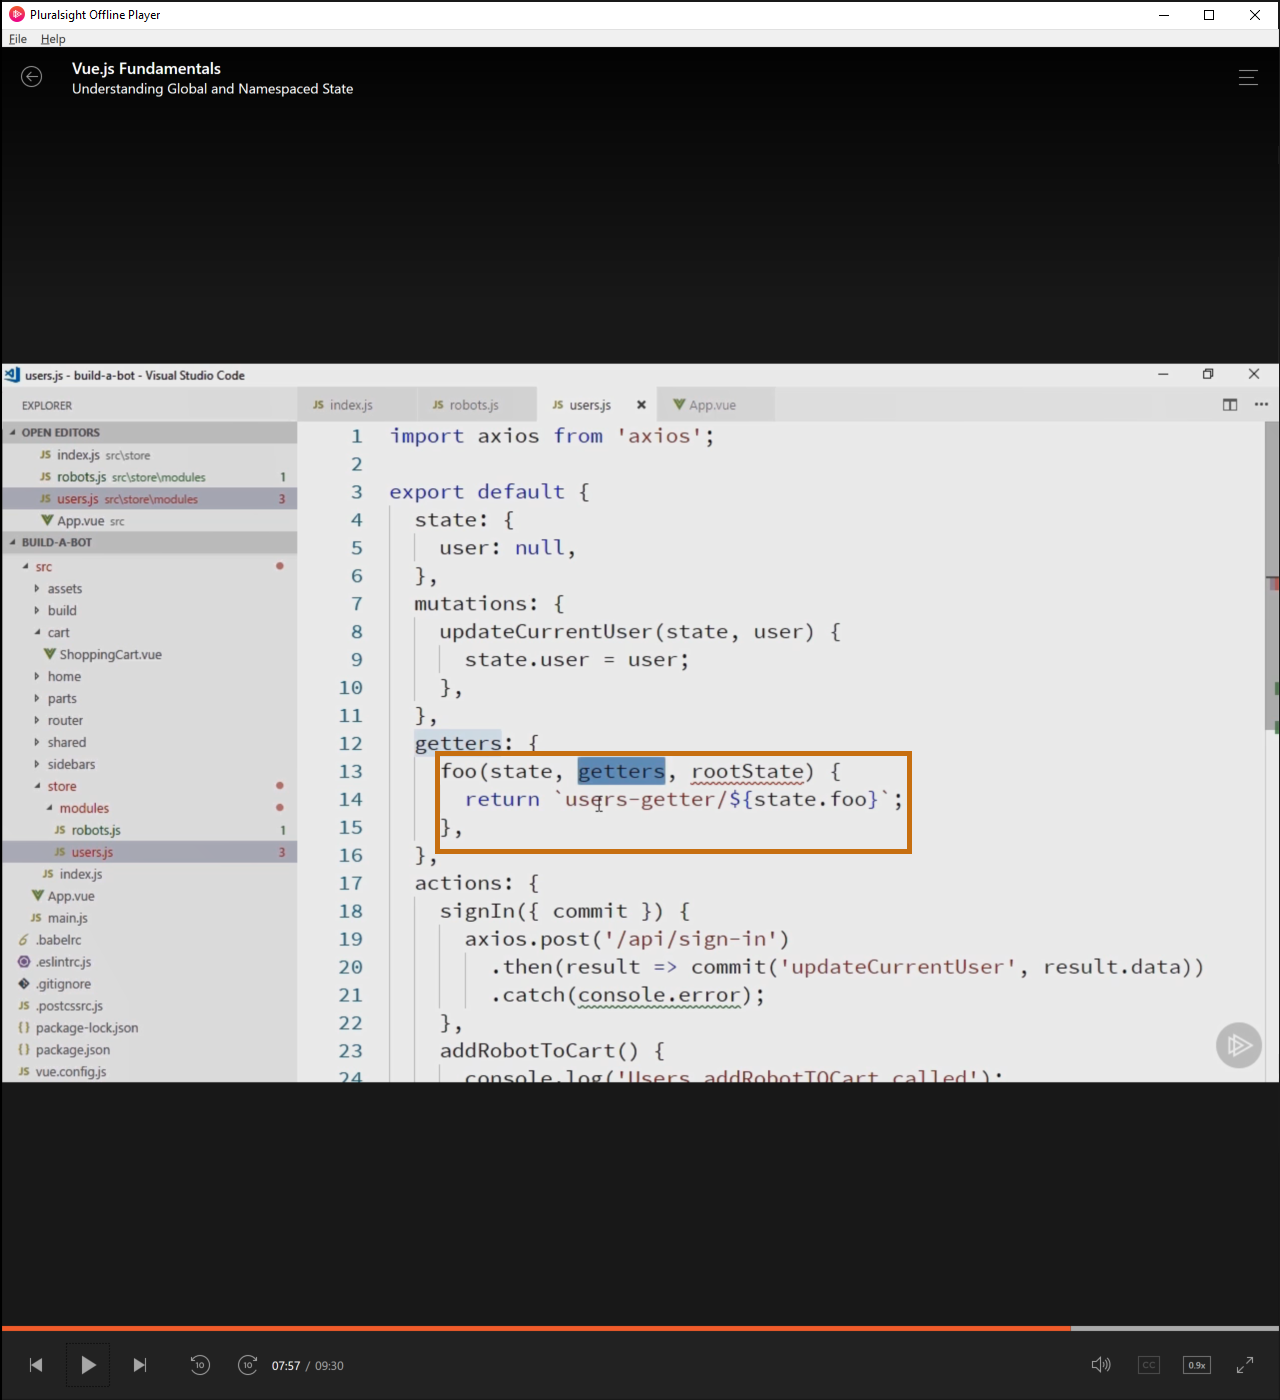 Pluralsight Offline Player
File Help
Vue.js Fundamentals
Understanding Global and Namespaced State
users.js - build-a-bot - Visual Studio Code
EXPLORER
OPEN EDITORS
JS index.js src\store
JS robots.js src\store\modules 1
JS users.js src\store\modules 3
App.vue src
BUILD-A-BOT
src
assets
build
cart
ShoppingCart.vue
home
parts
router
shared
sidebars
store
modules
JS robots.js 1
JS users.js 3
JS index.js
App.vue
JS main.js
.babelrc
.eslintrc.js
.gitignore
JS .postcssrc.js
{} package-lock.json
{} package.json
JS vue.config.js
JS index.js JS robots.js JS users.js App.vue
1 import axios from 'axios';
2
3 export default {
4 state: {
5 user: null,
6 },
7 mutations: {
8 updateCurrentUser(state, user) {
9 state.user = user;
10 },
11 },
12 getters: {
13 foo(state, getters, rootState) {
14 return `users-getter/${state.foo}`;
15 },
16 },
17 actions: {
18 signIn({ commit }) {
19 axios.post('/api/sign-in')
20 .then(result => commit('updateCurrentUser', result.data))
21 .catch(console.error);
22 },
23 addRobotToCart() {
24 console.log('Users addRobotTOCart called');
10 10 07:57 / 09:30 CC 0.9x